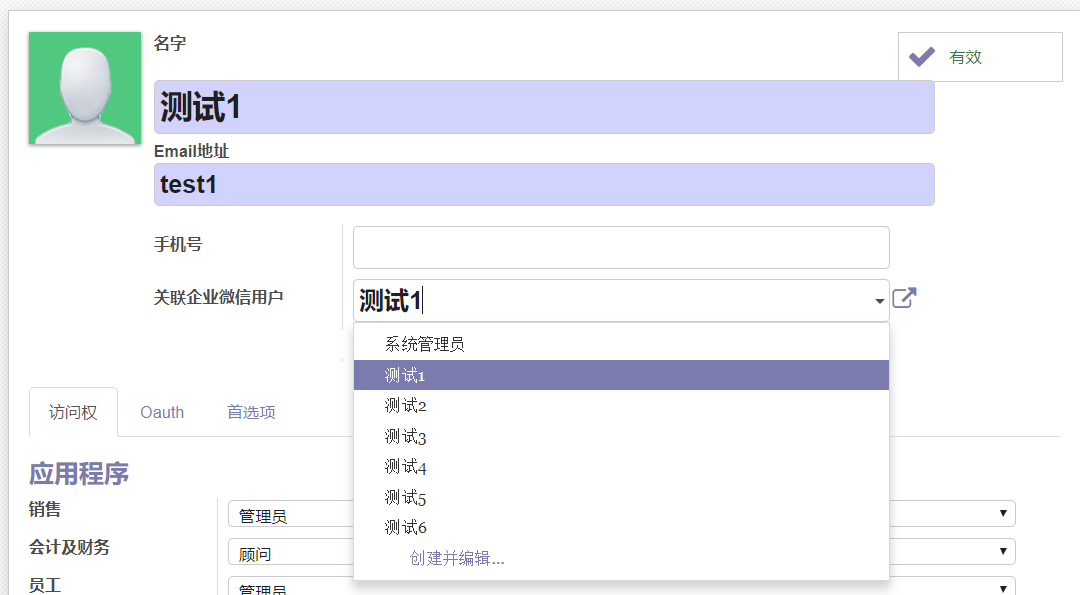 名字
有效
测试1
Email地址
test1
手机号
关联企业微信用户
测试1
系统管理员
测试1
测试2
测试3
测试4
测试5
测试6
创建并编辑...
访问权 Oauth 首选项
应用程序
销售 管理员
会计及财务 顾问
员工 管理员